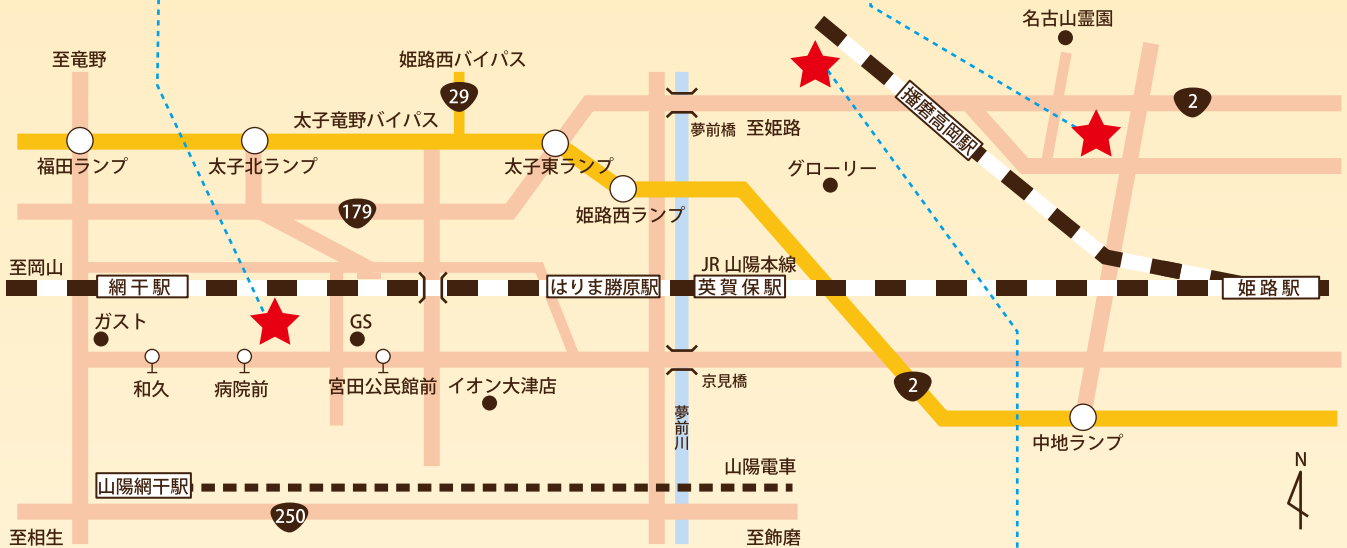 名古山霊園
至竜野
姫路西バイパス
29
2
太子竜野バイパス
夢前橋
至姫路
播磨高岡駅
福田ランプ
太子北ランプ
太子東ランプ
グローリー
179
姫路西ランプ
至岡山
JR 山陽本線
網干駅
はりま勝原駅
英賀保駅
姫路駅
ガスト
GS
和久
病院前
宮田公民館前
イオン大津店
京見橋
2
夢前川
中地ランプ
山陽電車
N
山陽網干駅
250
至相生
至飾磨